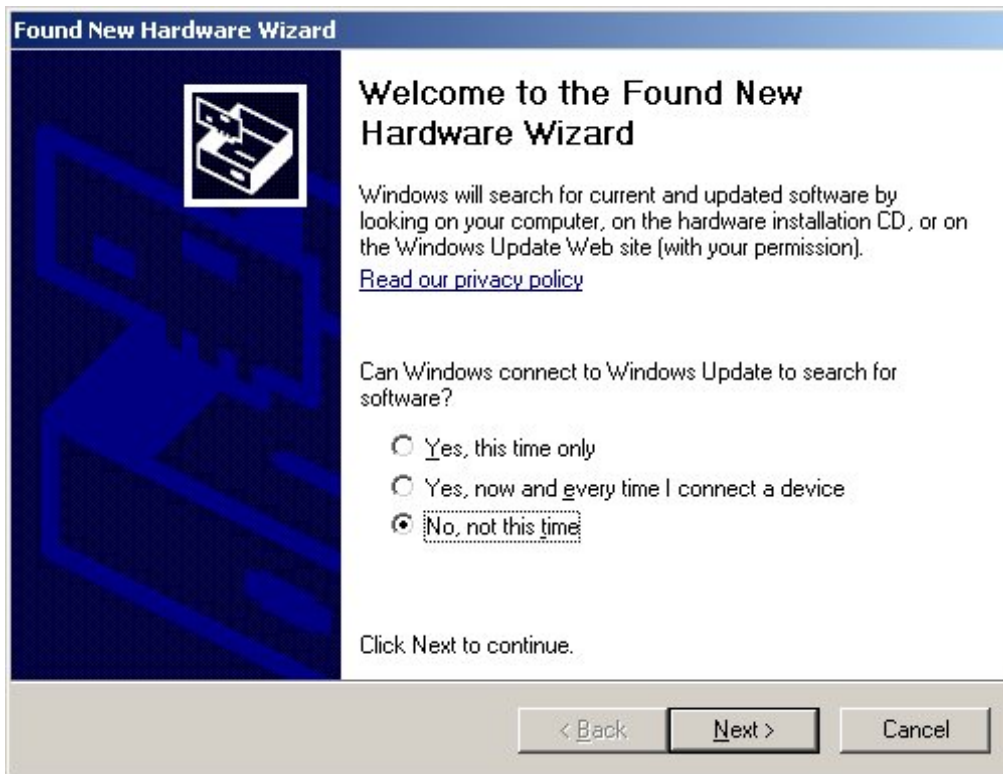 Found New Hardware Wizard
Welcome to the Found New
Hardware Wizard
Windows will search for current and updated software by
looking on your computer, on the hardware installation CD, or on
the Windows Update Web site (with your permission).
Read our privacy policy
Can Windows connect to Windows Update to search for
software?
Yes, this time only
Yes, now and every time I connect a device
No, not this time
Click Next to continue.
< Back Next > Cancel